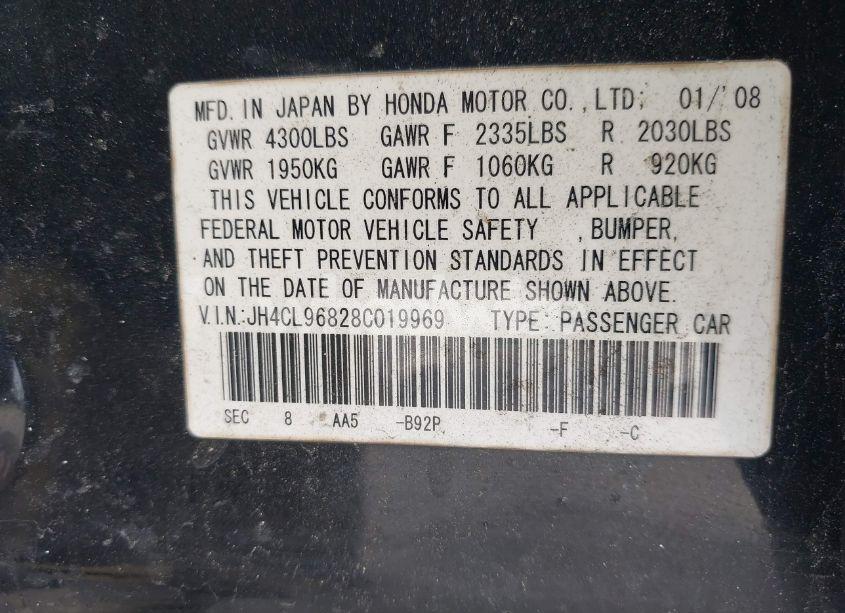 MFD. IN JAPAN BY HONDA MOTOR CO., LTD. 01/'08
GVWR 4300LBS GAWR F 2335LBS R 2030LBS
GVWR 1950KG GAWR F 1060KG R 920KG
THIS VEHICLE CONFORMS TO ALL APPLICABLE
FEDERAL MOTOR VEHICLE SAFETY , BUMPER,
AND THEFT PREVENTION STANDARDS IN EFFECT
ON THE DATE OF MANUFACTURE SHOWN ABOVE.
V.I.N.:JH4CL96828C019969 TYPE: PASSENGER CAR
SEC 8 AA5 -B92P -F -C